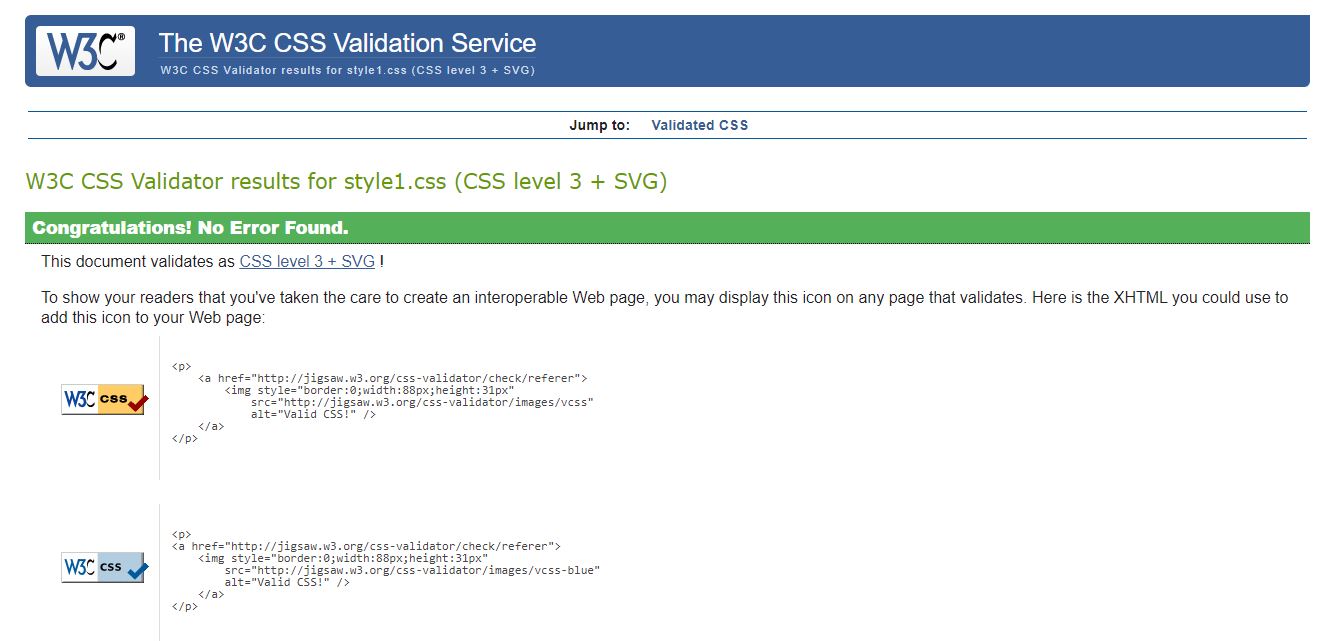 W3C®
The W3C CSS Validation Service
W3C CSS Validator results for style1.css (CSS level 3 + SVG)
Jump to: Validated CSS
W3C CSS Validator results for style1.css (CSS level 3 + SVG)
Congratulations! No Error Found.
This document validates as CSS level 3 + SVG !
To show your readers that you've taken the care to create an interoperable Web page, you may display this icon on any page that validates. Here is the XHTML you could use to
add this icon to your Web page:
W3C css
<p>
    <a href="http://jigsaw.w3.org/css-validator/check/referer">
        <img style="border:0;width:88px;height:31px"
            src="http://jigsaw.w3.org/css-validator/images/vcss"
            alt="Valid CSS!" />
    </a>
</p>
W3C css
<p>
<a href="http://jigsaw.w3.org/css-validator/check/referer">
    <img style="border:0;width:88px;height:31px"
        src="http://jigsaw.w3.org/css-validator/images/vcss-blue"
        alt="Valid CSS!" />
    </a>
</p>